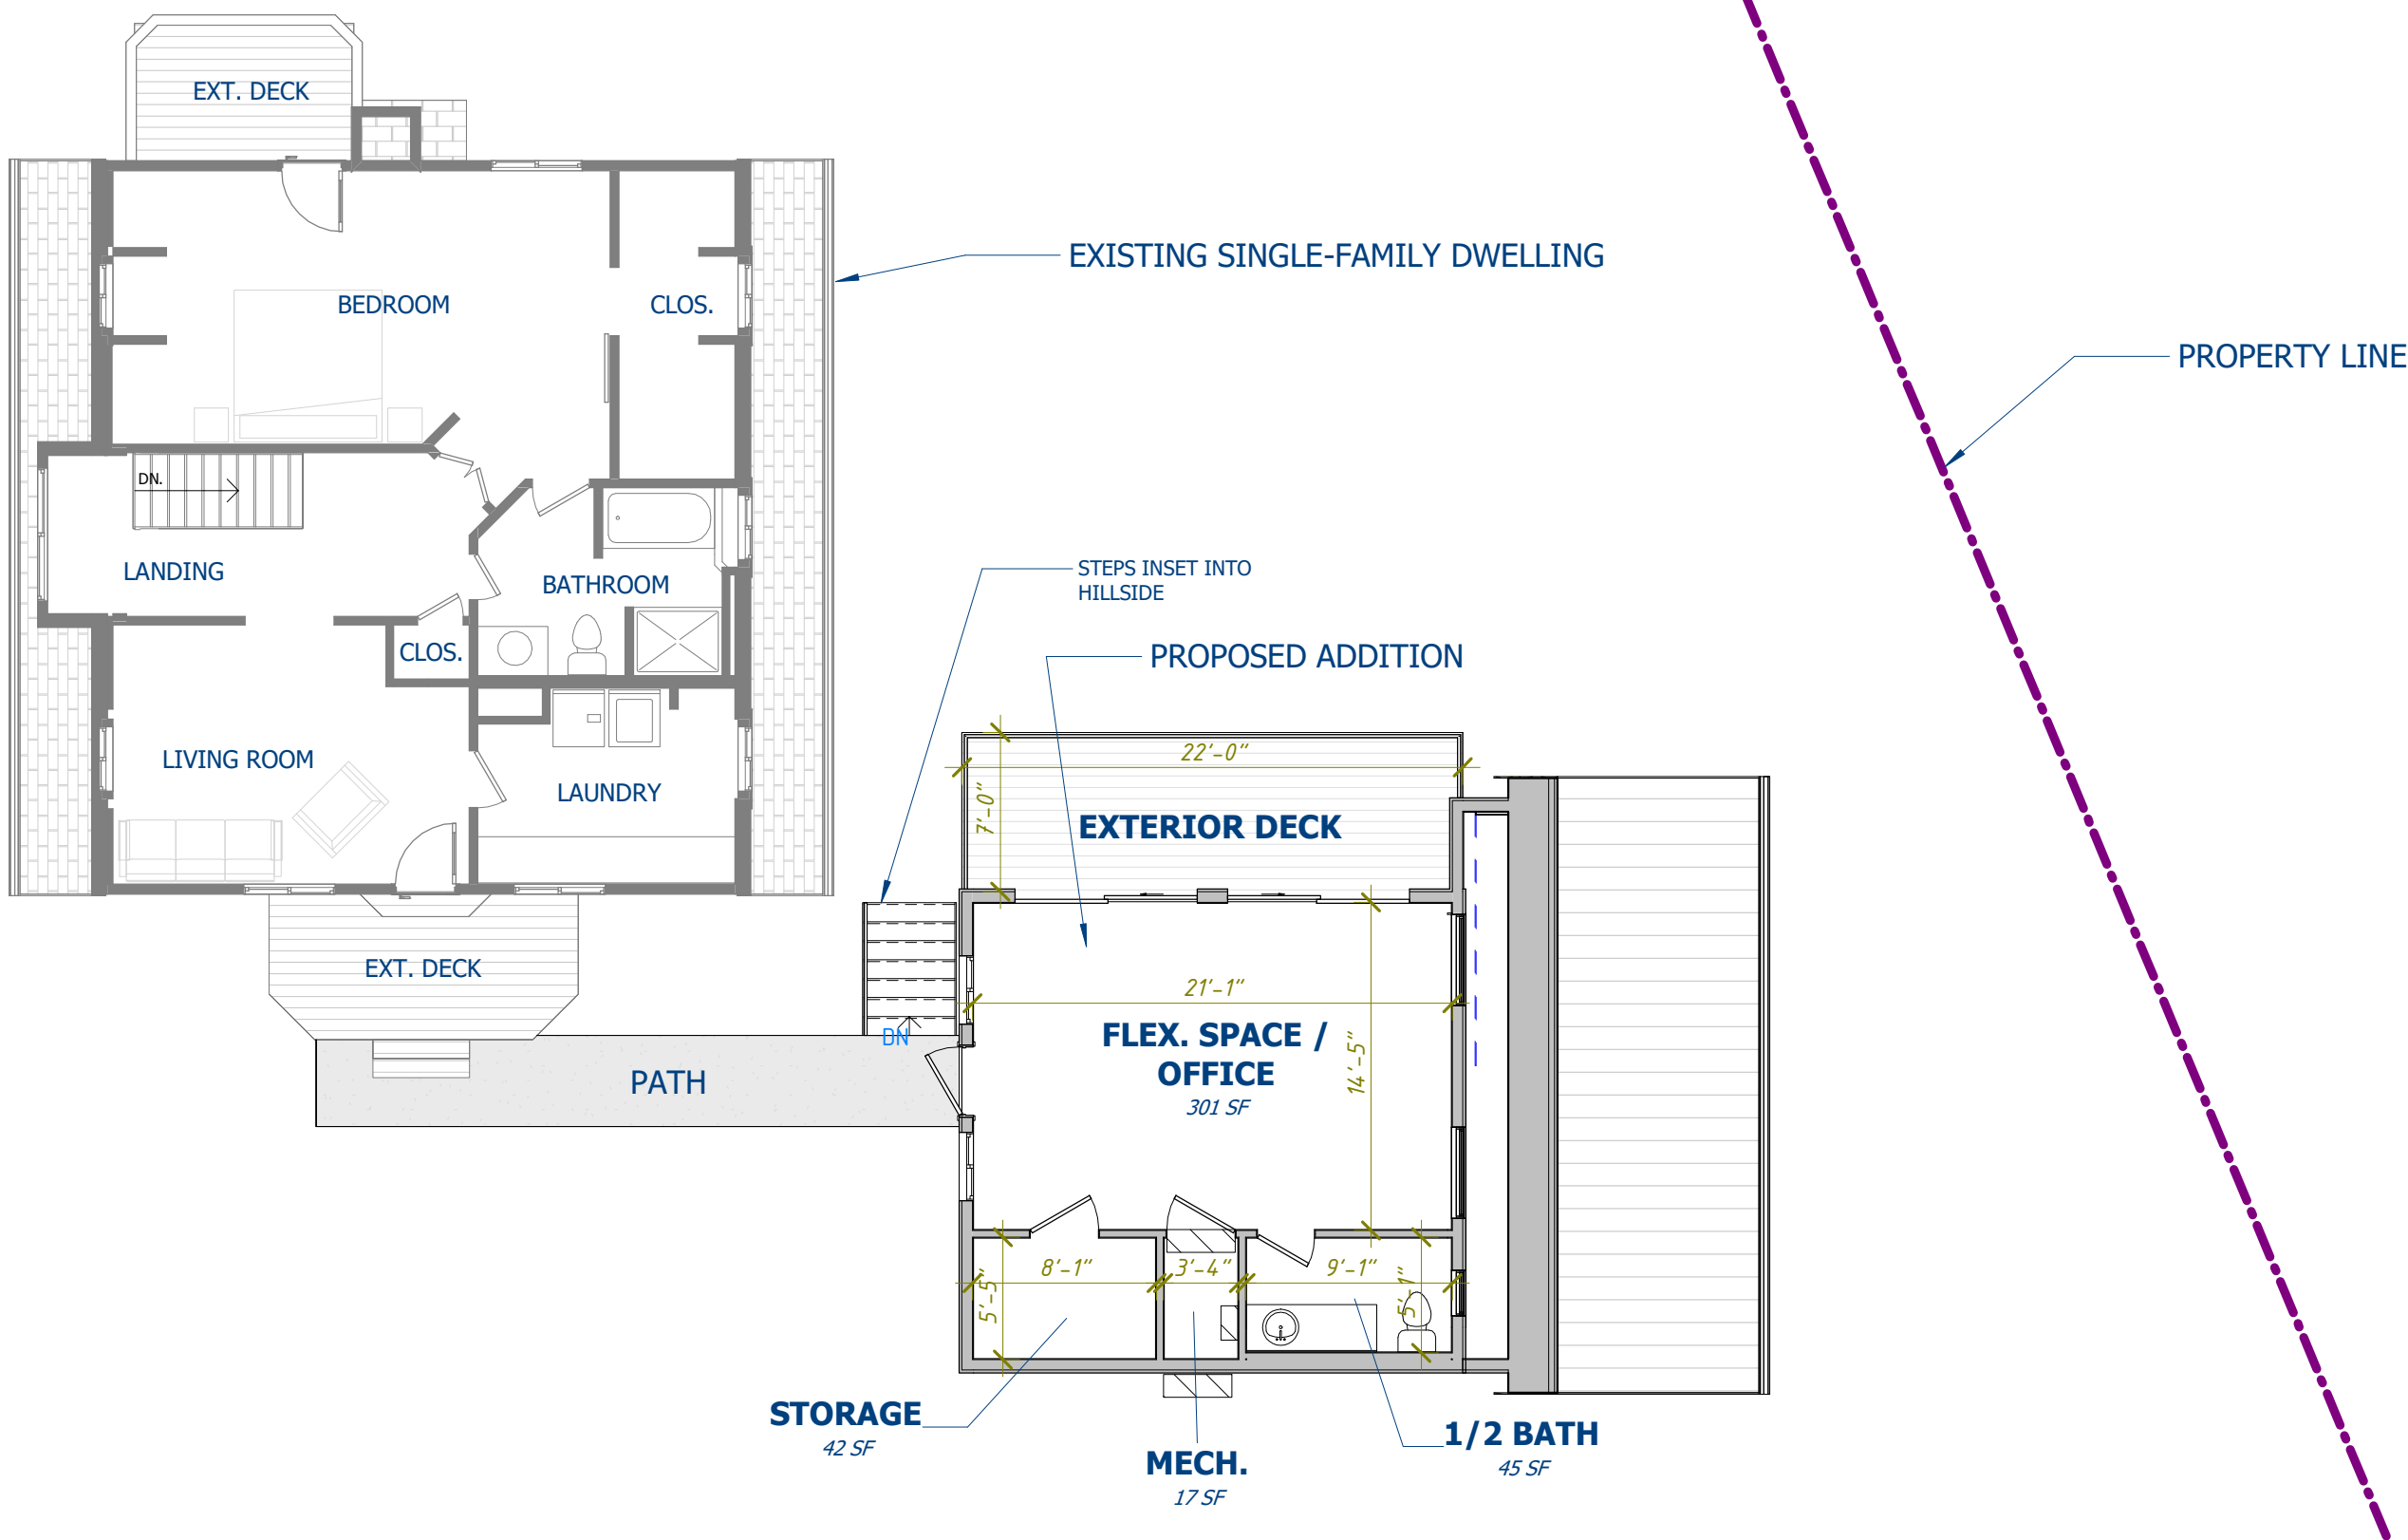 EXT. DECK
EXISTING SINGLE-FAMILY DWELLING
BEDROOM
CLOS.
PROPERTY LINE
DN.
LANDING
BATHROOM
STEPS INSET INTO
HILLSIDE
CLOS.
PROPOSED ADDITION
LIVING ROOM
LAUNDRY
22'-0"
7'-0"
EXTERIOR DECK
EXT. DECK
21'-1"
DN
FLEX. SPACE /
OFFICE
301 SF
14'-5"
PATH
8'-1"
3'-4"
9'-1"
5'-5"
5'-1"
STORAGE
42 SF
MECH.
17 SF
1/2 BATH
45 SF